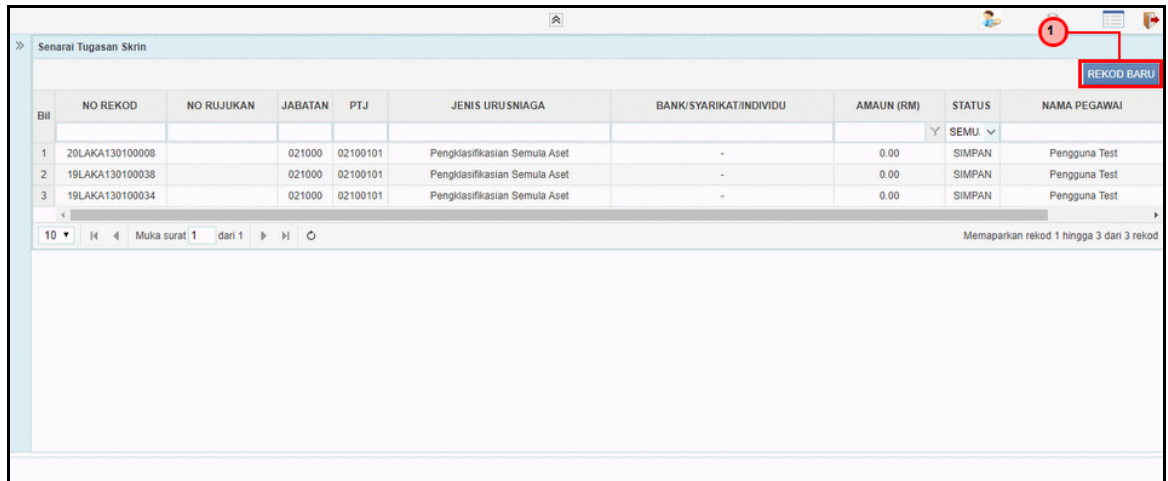 1
Senarai Tugasan Skrin
REKOD BARU
Bil NO REKOD NO RUJUKAN JABATAN PTJ JENIS URUSNIAGA BANK/SYARIKAT/INDIVIDU AMAUN (RM) STATUS NAMA PEGAWAI
SEMU
1 20LAKA130100008 021000 02100101 Pengklasifikasian Semula Aset - 0.00 SIMPAN Pengguna Test
2 19LAKA130100038 021000 02100101 Pengklasifikasian Semula Aset - 0.00 SIMPAN Pengguna Test
3 19LAKA130100034 021000 02100101 Pengklasifikasian Semula Aset - 0.00 SIMPAN Pengguna Test
10 Muka surat 1 dari 1 Memaparkan rekod 1 hingga 3 dari 3 rekod